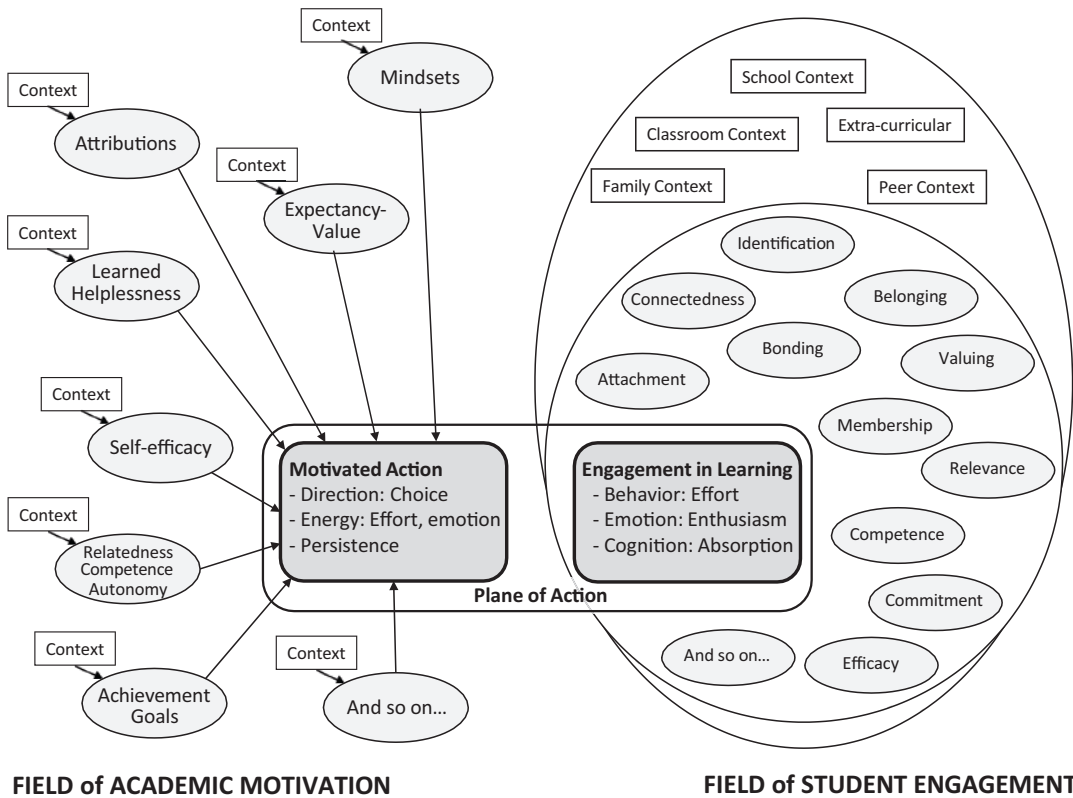 Context
Mindsets
Context
Attributions
Context
Expectancy-
Value
Context
Learned
Helplessness
Context
Self-efficacy
Context
Relatedness
Competence
Autonomy
Context
Achievement
Goals
Context
And so on...
Motivated Action
- Direction: Choice
- Energy: Effort, emotion
- Persistence
Engagement in Learning
- Behavior: Effort
- Emotion: Enthusiasm
- Cognition: Absorption
Plane of Action
School Context
Classroom Context
Extra-curricular
Family Context
Peer Context
Identification
Connectedness
Belonging
Bonding
Valuing
Attachment
Membership
Relevance
Competence
Commitment
And so on...
Efficacy
FIELD of ACADEMIC MOTIVATION
FIELD of STUDENT ENGAGEMENT